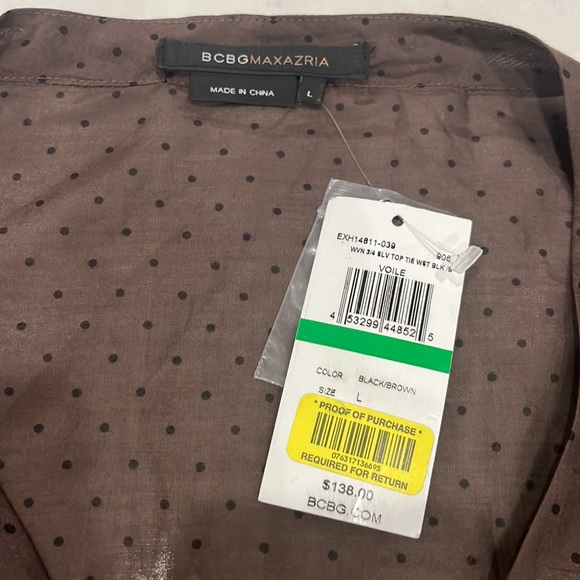 BCBGMAXAZRIA
MADE IN CHINA
L
EXH14811-039 906
WVN 3/4 SLV TOP TIE WST BLK/B
VOILE
4 53299 44852 5
COLOR BLACK/BROWN
SIZE L
* PROOF OF PURCHASE *
076317136695
REQUIRED FOR RETURN
$138.00
BCBG.COM